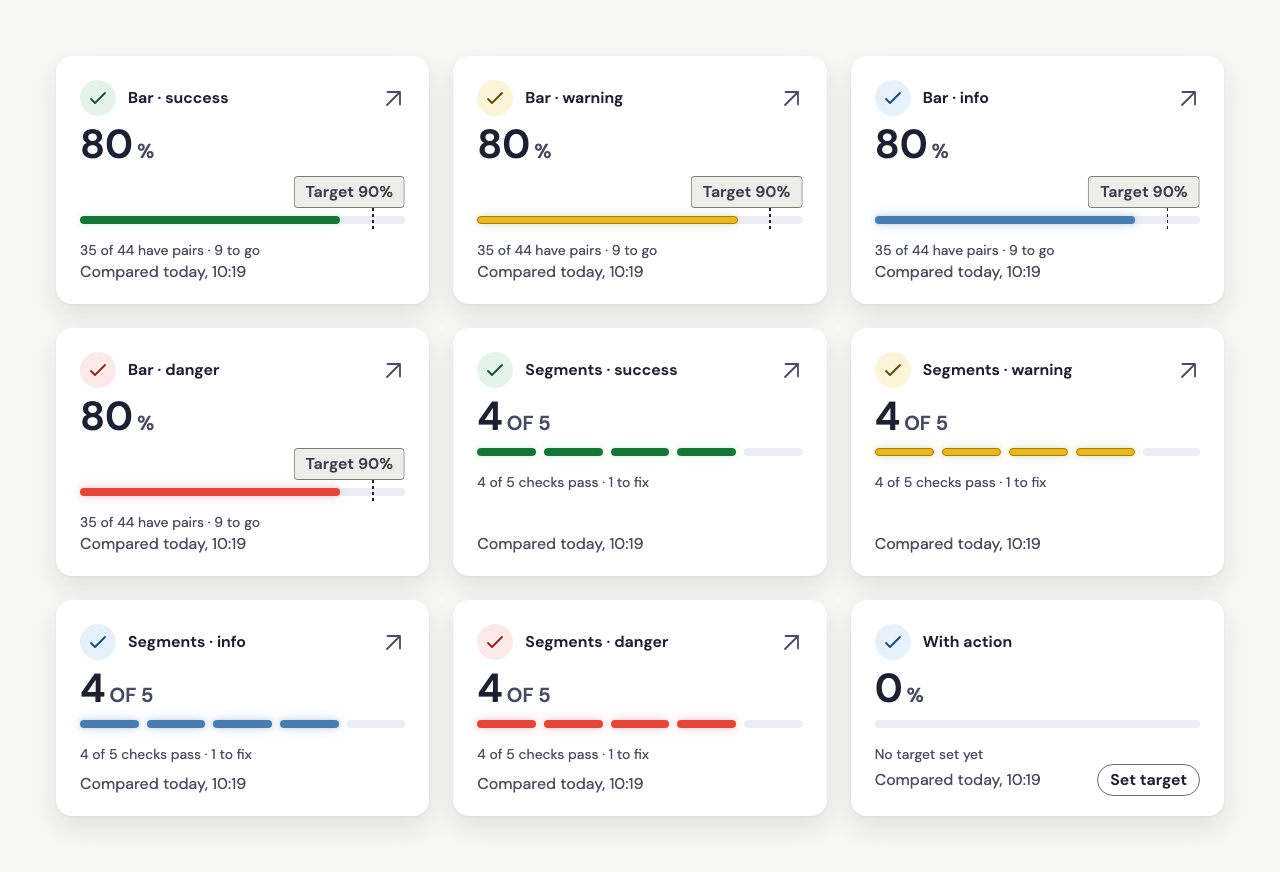 Bar · success
80 %
Target 90%
35 of 44 have pairs · 9 to go
Compared today, 10:19
Bar · warning
80 %
Target 90%
35 of 44 have pairs · 9 to go
Compared today, 10:19
Bar · info
80 %
Target 90%
35 of 44 have pairs · 9 to go
Compared today, 10:19
Bar · danger
80 %
Target 90%
35 of 44 have pairs · 9 to go
Compared today, 10:19
Segments · success
4 OF 5
4 of 5 checks pass · 1 to fix
Compared today, 10:19
Segments · warning
4 OF 5
4 of 5 checks pass · 1 to fix
Compared today, 10:19
Segments · info
4 OF 5
4 of 5 checks pass · 1 to fix
Compared today, 10:19
Segments · danger
4 OF 5
4 of 5 checks pass · 1 to fix
Compared today, 10:19
With action
0 %
No target set yet
Compared today, 10:19
Set target